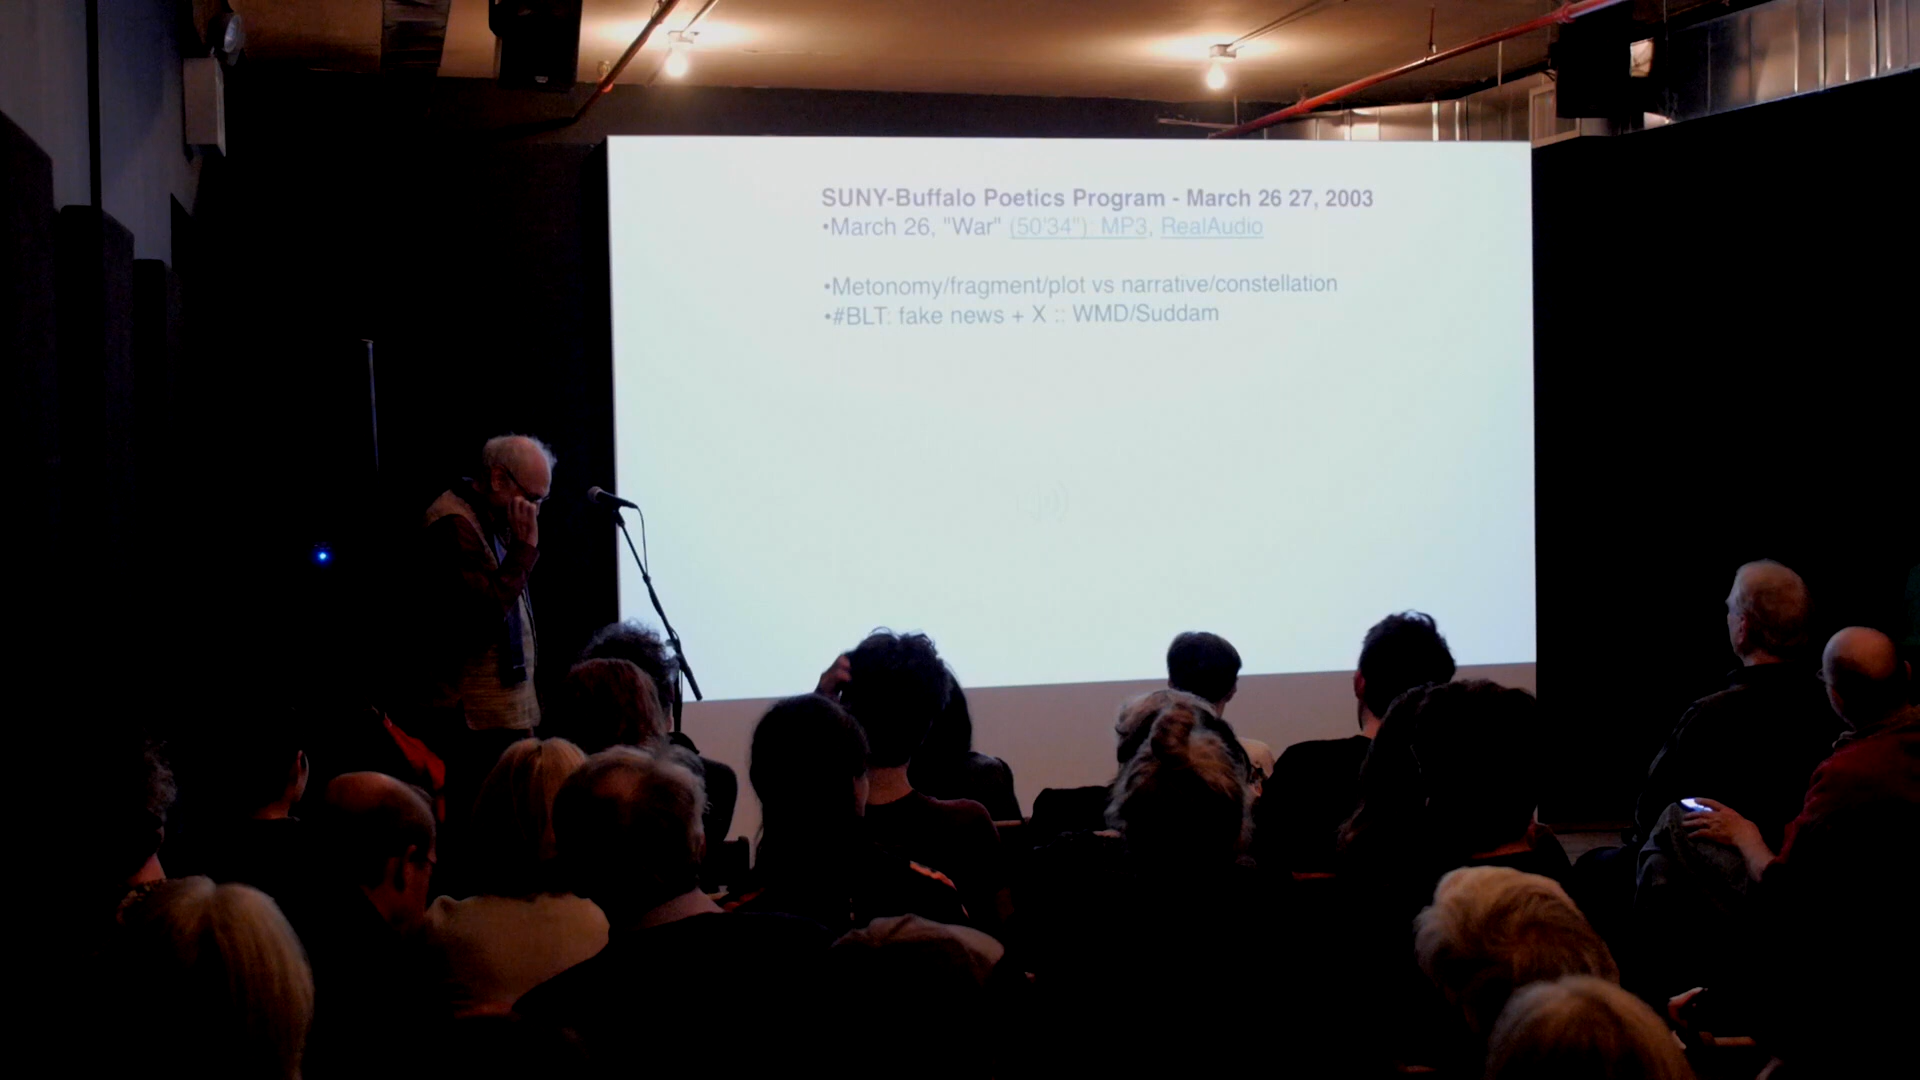 SUNY-Buffalo Poetics Program - March 26 27, 2003
•March 26, "War" (50'34"): MP3, RealAudio
•Metonomy/fragment/plot vs narrative/constellation
•#BLT: fake news + X :: WMD/Suddam